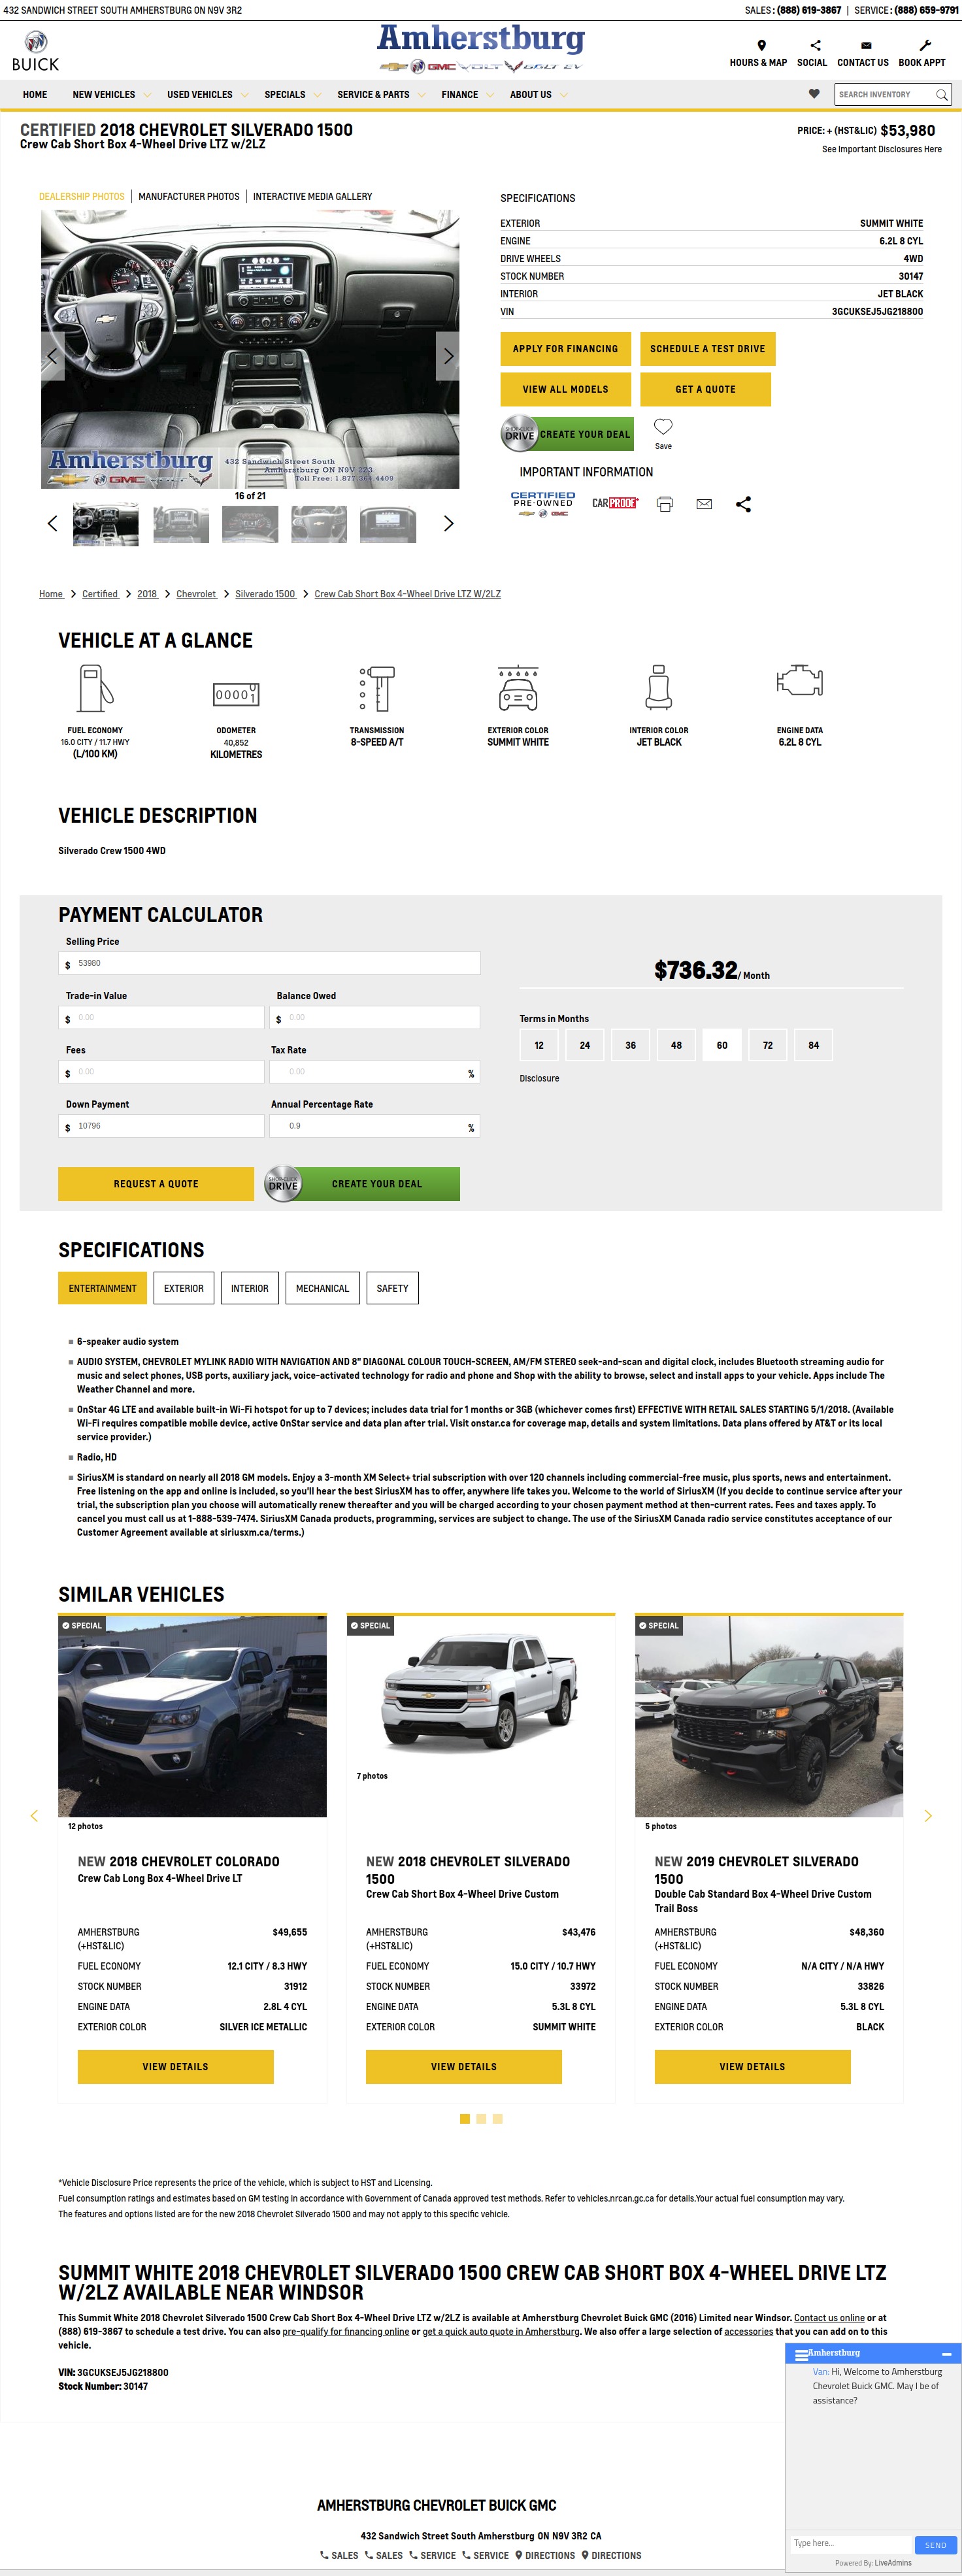 432 SANDWICH STREET SOUTH AMHERSTBURG ON N9V 3R2
SALES: (888) 619-3867 | SERVICE: (888) 659-9791
BUICK
Amherstburg
GMC VOLT BOLT EV
HOURS & MAP SOCIAL CONTACT US BOOK APPT
HOME NEW VEHICLES USED VEHICLES SPECIALS SERVICE & PARTS FINANCE ABOUT US
SEARCH INVENTORY
CERTIFIED 2018 CHEVROLET SILVERADO 1500
Crew Cab Short Box 4-Wheel Drive LTZ w/2LZ
PRICE: + (HST&LIC) $53,980
See Important Disclosures Here
DEALERSHIP PHOTOS | MANUFACTURER PHOTOS | INTERACTIVE MEDIA GALLERY
Amherstburg
GMC
432 Sandwich Street South
Amherstburg ON N9V 2Z3
Toll Free: 1.877.364.4409
16 of 21
SPECIFICATIONS
EXTERIOR SUMMIT WHITE
ENGINE 6.2L 8 CYL
DRIVE WHEELS 4WD
STOCK NUMBER 30147
INTERIOR JET BLACK
VIN 3GCUKSEJ5JG218800
APPLY FOR FINANCING SCHEDULE A TEST DRIVE
VIEW ALL MODELS GET A QUOTE
SHOP.CLICK. DRIVE CREATE YOUR DEAL
Save
IMPORTANT INFORMATION
CERTIFIED
PRE-OWNED
GMC
CARPROOF
Home Certified 2018 Chevrolet Silverado 1500 Crew Cab Short Box 4-Wheel Drive LTZ W/2LZ
VEHICLE AT A GLANCE
00001
FUEL ECONOMY
16.0 CITY / 11.7 HWY
(L/100 KM)
ODOMETER
40,852
KILOMETRES
TRANSMISSION
8-SPEED A/T
EXTERIOR COLOR
SUMMIT WHITE
INTERIOR COLOR
JET BLACK
ENGINE DATA
6.2L 8 CYL
VEHICLE DESCRIPTION
Silverado Crew 1500 4WD
PAYMENT CALCULATOR
Selling Price
$ 53980
Trade-in Value Balance Owed
$ 0.00 $ 0.00
Fees Tax Rate
$ 0.00 0.00 %
Down Payment Annual Percentage Rate
$ 10796 0.9 %
REQUEST A QUOTE
SHOP.CLICK. DRIVE CREATE YOUR DEAL
$736.32/ Month
Terms in Months
12 24 36 48 60 72 84
Disclosure
SPECIFICATIONS
ENTERTAINMENT EXTERIOR INTERIOR MECHANICAL SAFETY
6-speaker audio system
AUDIO SYSTEM, CHEVROLET MYLINK RADIO WITH NAVIGATION AND 8" DIAGONAL COLOUR TOUCH-SCREEN, AM/FM STEREO seek-and-scan and digital clock, includes Bluetooth streaming audio for
music and select phones, USB ports, auxiliary jack, voice-activated technology for radio and phone and Shop with the ability to browse, select and install apps to your vehicle. Apps include The
Weather Channel and more.
OnStar 4G LTE and available built-in Wi-Fi hotspot for up to 7 devices; includes data trial for 1 months or 3GB (whichever comes first) EFFECTIVE WITH RETAIL SALES STARTING 5/1/2018. (Available
Wi-Fi requires compatible mobile device, active OnStar service and data plan after trial. Visit onstar.ca for coverage map, details and system limitations. Data plans offered by AT&T or its local
service provider.)
Radio, HD
SiriusXM is standard on nearly all 2018 GM models. Enjoy a 3-month XM Select+ trial subscription with over 120 channels including commercial-free music, plus sports, news and entertainment.
Free listening on the app and online is included, so you'll hear the best SiriusXM has to offer, anywhere life takes you. Welcome to the world of SiriusXM (If you decide to continue service after your
trial, the subscription plan you choose will automatically renew thereafter and you will be charged according to your chosen payment method at then-current rates. Fees and taxes apply. To
cancel you must call us at 1-888-539-7474. SiriusXM Canada products, programming, services are subject to change. The use of the SiriusXM Canada radio service constitutes acceptance of our
Customer Agreement available at siriusxm.ca/terms.)
SIMILAR VEHICLES
SPECIAL
12 photos
NEW 2018 CHEVROLET COLORADO
Crew Cab Long Box 4-Wheel Drive LT
AMHERSTBURG $49,655
(+HST&LIC)
FUEL ECONOMY 12.1 CITY / 8.3 HWY
STOCK NUMBER 31912
ENGINE DATA 2.8L 4 CYL
EXTERIOR COLOR SILVER ICE METALLIC
VIEW DETAILS
SPECIAL
7 photos
NEW 2018 CHEVROLET SILVERADO
1500
Crew Cab Short Box 4-Wheel Drive Custom
AMHERSTBURG $43,476
(+HST&LIC)
FUEL ECONOMY 15.0 CITY / 10.7 HWY
STOCK NUMBER 33972
ENGINE DATA 5.3L 8 CYL
EXTERIOR COLOR SUMMIT WHITE
VIEW DETAILS
SPECIAL
5 photos
NEW 2019 CHEVROLET SILVERADO
1500
Double Cab Standard Box 4-Wheel Drive Custom
Trail Boss
AMHERSTBURG $48,360
(+HST&LIC)
FUEL ECONOMY N/A CITY / N/A HWY
STOCK NUMBER 33826
ENGINE DATA 5.3L 8 CYL
EXTERIOR COLOR BLACK
VIEW DETAILS
*Vehicle Disclosure Price represents the price of the vehicle, which is subject to HST and Licensing.
Fuel consumption ratings and estimates based on GM testing in accordance with Government of Canada approved test methods. Refer to vehicles.nrcan.gc.ca for details.Your actual fuel consumption may vary.
The features and options listed are for the new 2018 Chevrolet Silverado 1500 and may not apply to this specific vehicle.
SUMMIT WHITE 2018 CHEVROLET SILVERADO 1500 CREW CAB SHORT BOX 4-WHEEL DRIVE LTZ
W/2LZ AVAILABLE NEAR WINDSOR
This Summit White 2018 Chevrolet Silverado 1500 Crew Cab Short Box 4-Wheel Drive LTZ w/2LZ is available at Amherstburg Chevrolet Buick GMC (2016) Limited near Windsor. Contact us online or at
(888) 619-3867 to schedule a test drive. You can also pre-qualify for financing online or get a quick auto quote in Amherstburg. We also offer a large selection of accessories that you can add on to this
vehicle.
VIN: 3GCUKSEJ5JG218800
Stock Number: 30147
Amherstburg
Van: Hi, Welcome to Amherstburg
Chevrolet Buick GMC. May I be of
assistance?
Type here...
SEND
Powered By: LiveAdmins
AMHERSTBURG CHEVROLET BUICK GMC
432 Sandwich Street South Amherstburg ON N9V 3R2 CA
SALES SALES SERVICE SERVICE DIRECTIONS DIRECTIONS